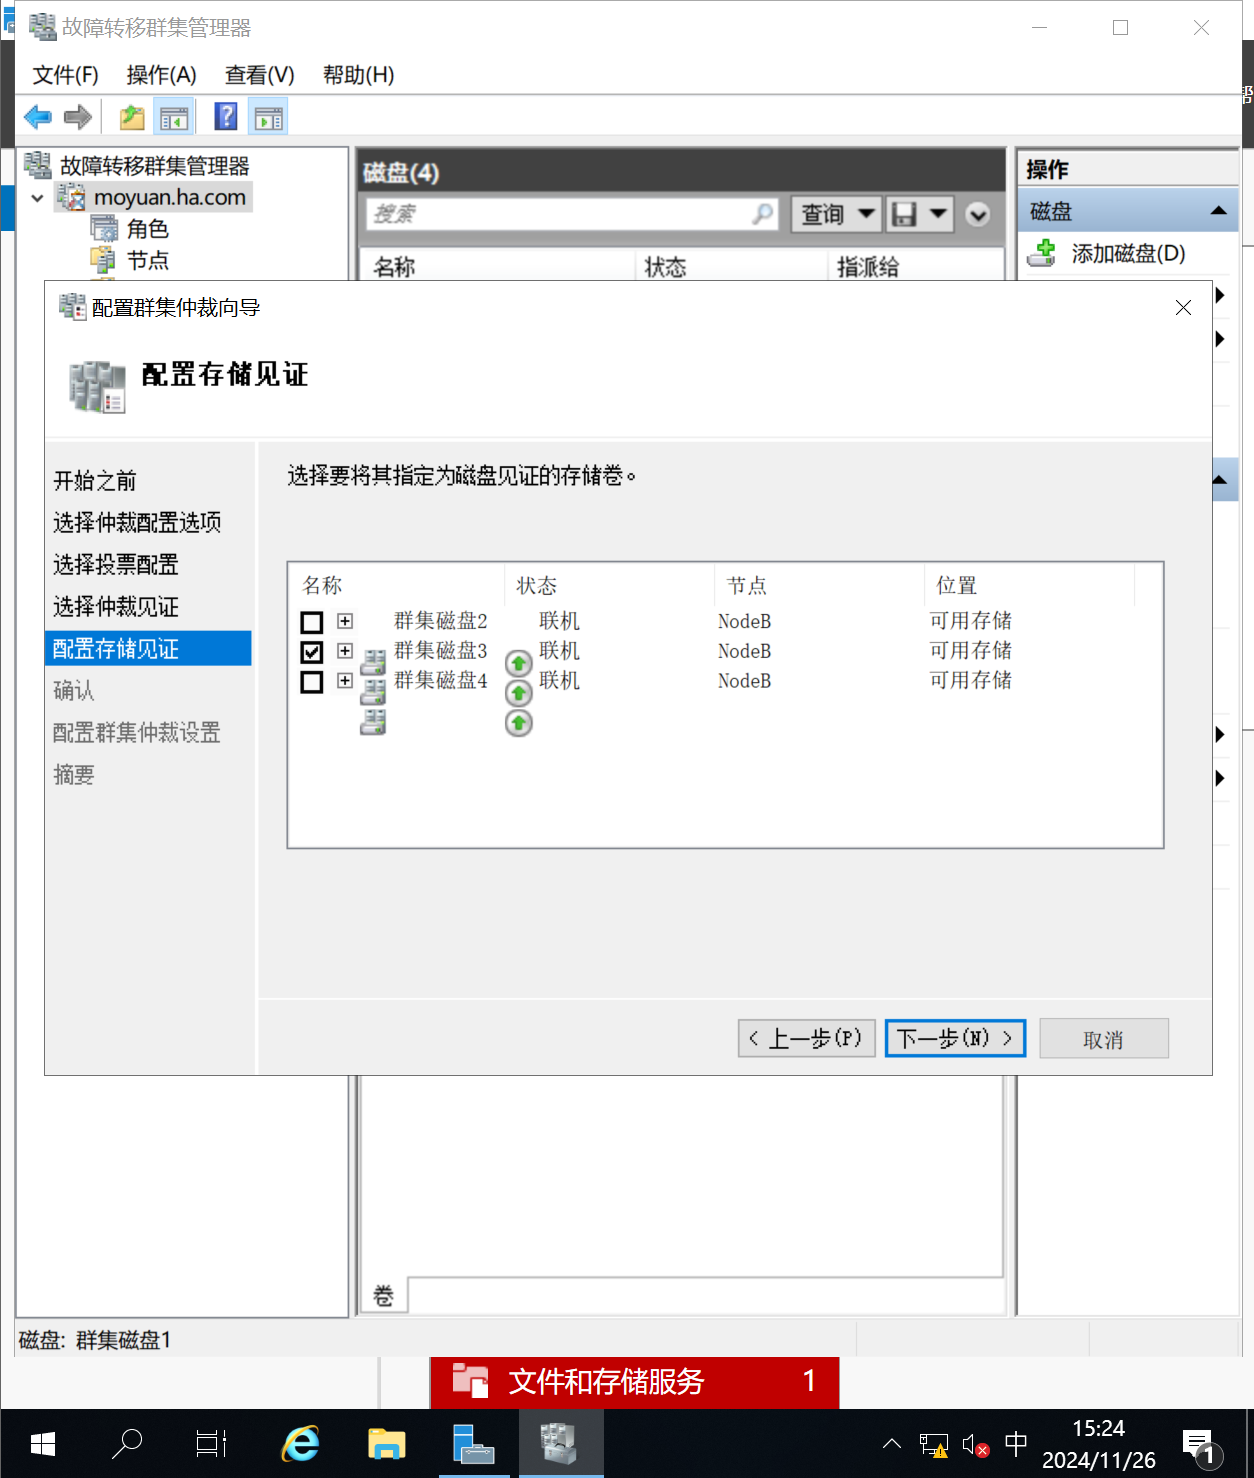 故障转移群集管理器
文件(F) 操作(A) 查看(V) 帮助(H)
帮
故障转移群集管理器
moyuan.ha.com
角色
节点
磁盘(4)
搜索
查询
名称 状态 指派给
操作
磁盘
添加磁盘(D)
配置群集仲裁向导
配置存储见证
开始之前
选择仲裁配置选项
选择投票配置
选择仲裁见证
配置存储见证
确认
配置群集仲裁设置
摘要
选择要将其指定为磁盘见证的存储卷。
名称 状态 节点 位置
群集磁盘2 联机 NodeB 可用存储
群集磁盘3 联机 NodeB 可用存储
群集磁盘4 联机 NodeB 可用存储
< 上一步(P) 下一步(N) > 取消
卷
磁盘: 群集磁盘1
文件和存储服务 1
中
15:24
2024/11/26
1